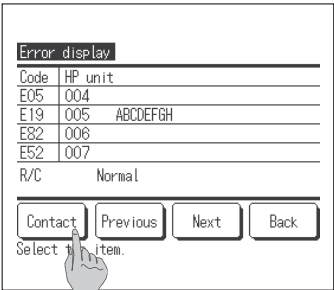 Error display
Code HP unit
E05 004
E19 005 ABCDEFGH
E82 006
E52 007
R/C Normal
Contact Previous Next Back
Select item.